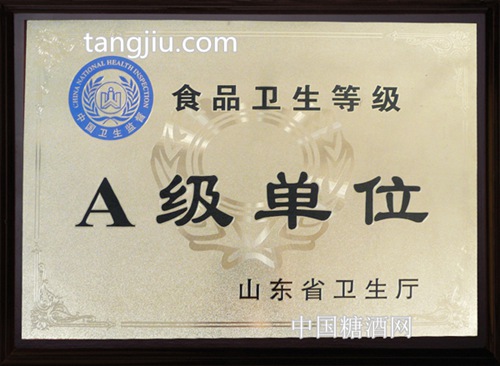 tangjiu.com
CHINA NATIONAL HEALTH INSPECTION
中国卫生监督
食品卫生等级
A级单位
山东省卫生厅
中国糖酒网